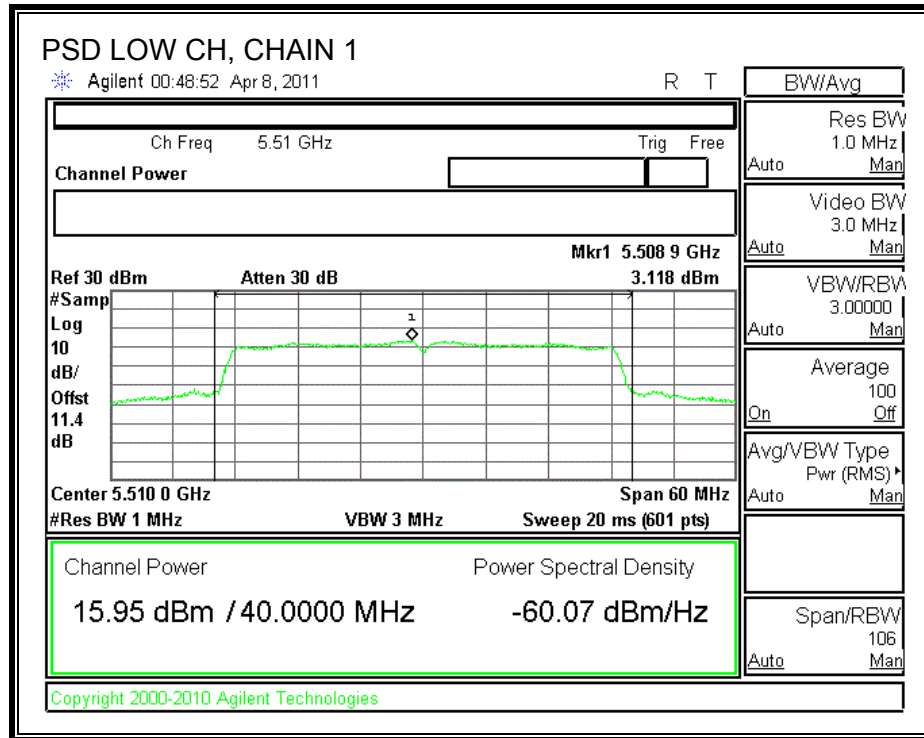 PSD LOW CH, CHAIN 1
Agilent 00:48:52 Apr 8, 2011 R T
Ch Freq 5.51 GHz Trig Free
Channel Power
Mkr1 5.508 9 GHz
Ref 30 dBm Atten 30 dB 3.118 dBm
#Samp
Log
10
dB/
Offst
11.4
dB
1
Center 5.510 0 GHz Span 60 MHz
#Res BW 1 MHz VBW 3 MHz Sweep 20 ms (601 pts)
Channel Power Power Spectral Density
15.95 dBm / 40.0000 MHz -60.07 dBm/Hz
Copyright 2000-2010 Agilent Technologies
BW/Avg
Res BW
1.0 MHz
Auto Man
Video BW
3.0 MHz
Auto Man
VBW/RBW
3.00000
Auto Man
Average
100
On Off
Avg/VBW Type
Pwr (RMS)
Auto Man
Span/RBW
106
Auto Man